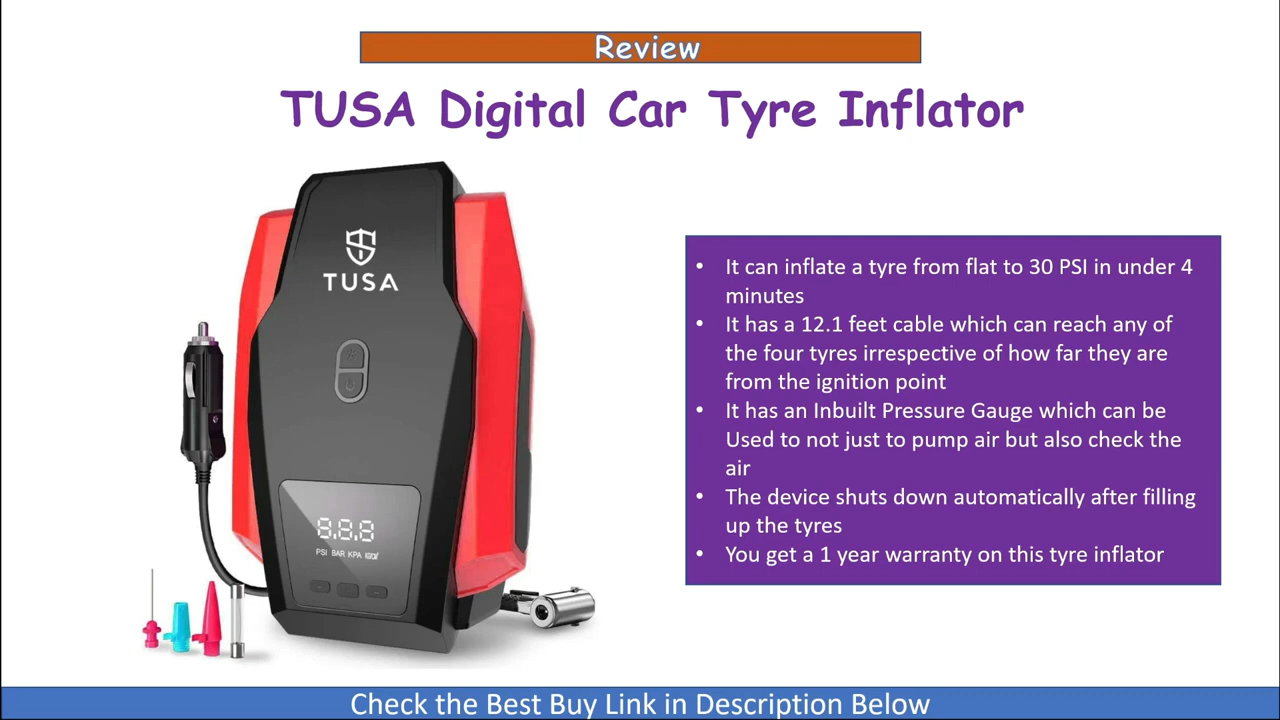 Review
TUSA Digital Car Tyre Inflator
TUSA
8.8.8
PSI BAR KPA
• It can inflate a tyre from flat to 30 PSI in under 4
minutes
• It has a 12.1 feet cable which can reach any of
the four tyres irrespective of how far they are
from the ignition point
• It has an Inbuilt Pressure Gauge which can be
Used to not just to pump air but also check the
air
• The device shuts down automatically after filling
up the tyres
• You get a 1 year warranty on this tyre inflator
Check the Best Buy Link in Description Below